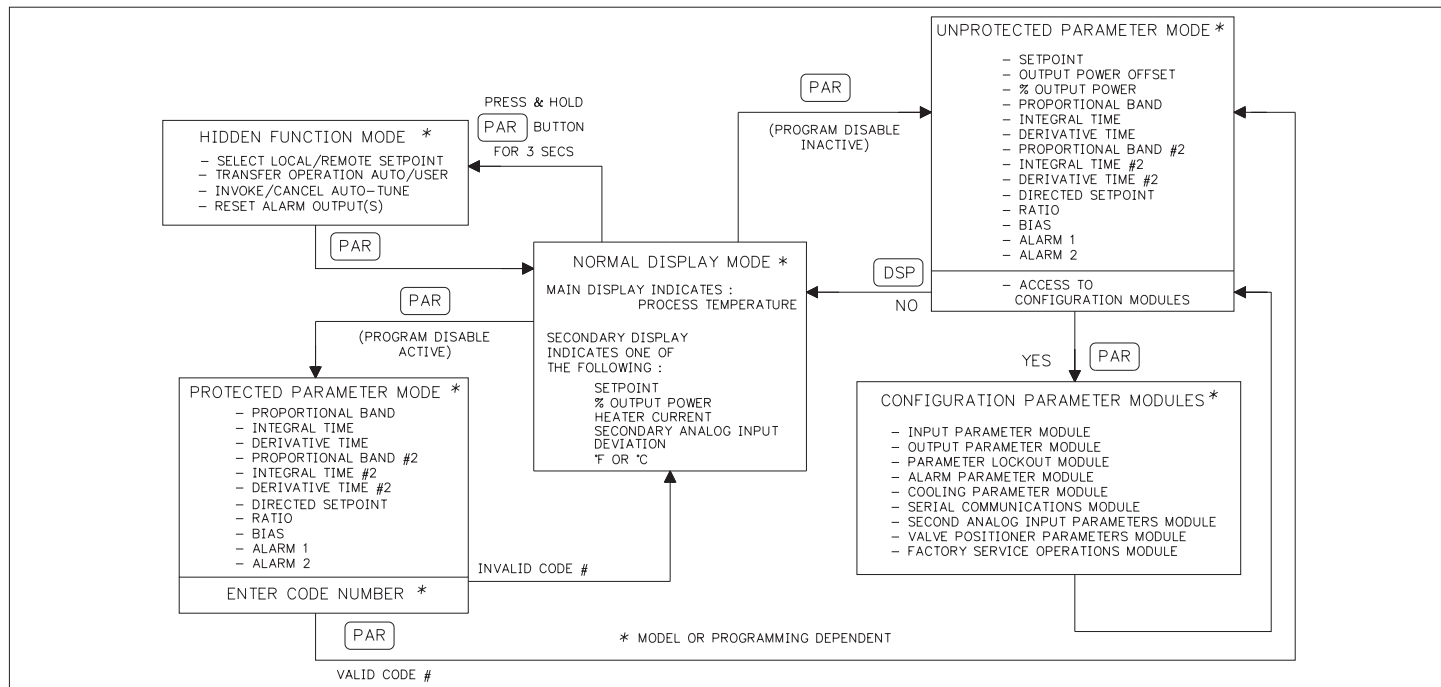 UNPROTECTED PARAMETER MODE *
– SETPOINT
– OUTPUT POWER OFFSET
– % OUTPUT POWER
– PROPORTIONAL BAND
– INTEGRAL TIME
– DERIVATIVE TIME
– PROPORTIONAL BAND #2
– INTEGRAL TIME #2
– DERIVATIVE TIME #2
– DIRECTED SETPOINT
– RATIO
– BIAS
– ALARM 1
– ALARM 2
– ACCESS TO
CONFIGURATION MODULES
PAR
(PROGRAM DISABLE
INACTIVE)
PRESS & HOLD
PAR BUTTON
FOR 3 SECS
HIDDEN FUNCTION MODE *
– SELECT LOCAL/REMOTE SETPOINT
– TRANSFER OPERATION AUTO/USER
– INVOKE/CANCEL AUTO-TUNE
– RESET ALARM OUTPUT(S)
PAR
NORMAL DISPLAY MODE *
MAIN DISPLAY INDICATES :
PROCESS TEMPERATURE
SECONDARY DISPLAY
INDICATES ONE OF
THE FOLLOWING :
SETPOINT
% OUTPUT POWER
HEATER CURRENT
SECONDARY ANALOG INPUT
DEVIATION
°F OR °C
DSP
NO
PAR
(PROGRAM DISABLE
ACTIVE)
YES
PAR
PROTECTED PARAMETER MODE *
– PROPORTIONAL BAND
– INTEGRAL TIME
– DERIVATIVE TIME
– PROPORTIONAL BAND #2
– INTEGRAL TIME #2
– DERIVATIVE TIME #2
– DIRECTED SETPOINT
– RATIO
– BIAS
– ALARM 1
– ALARM 2
ENTER CODE NUMBER *
INVALID CODE #
CONFIGURATION PARAMETER MODULES *
– INPUT PARAMETER MODULE
– OUTPUT PARAMETER MODULE
– PARAMETER LOCKOUT MODULE
– ALARM PARAMETER MODULE
– COOLING PARAMETER MODULE
– SERIAL COMMUNICATIONS MODULE
– SECOND ANALOG INPUT PARAMETERS MODULE
– VALVE POSITIONER PARAMETERS MODULE
– FACTORY SERVICE OPERATIONS MODULE
PAR
* MODEL OR PROGRAMMING DEPENDENT
VALID CODE #